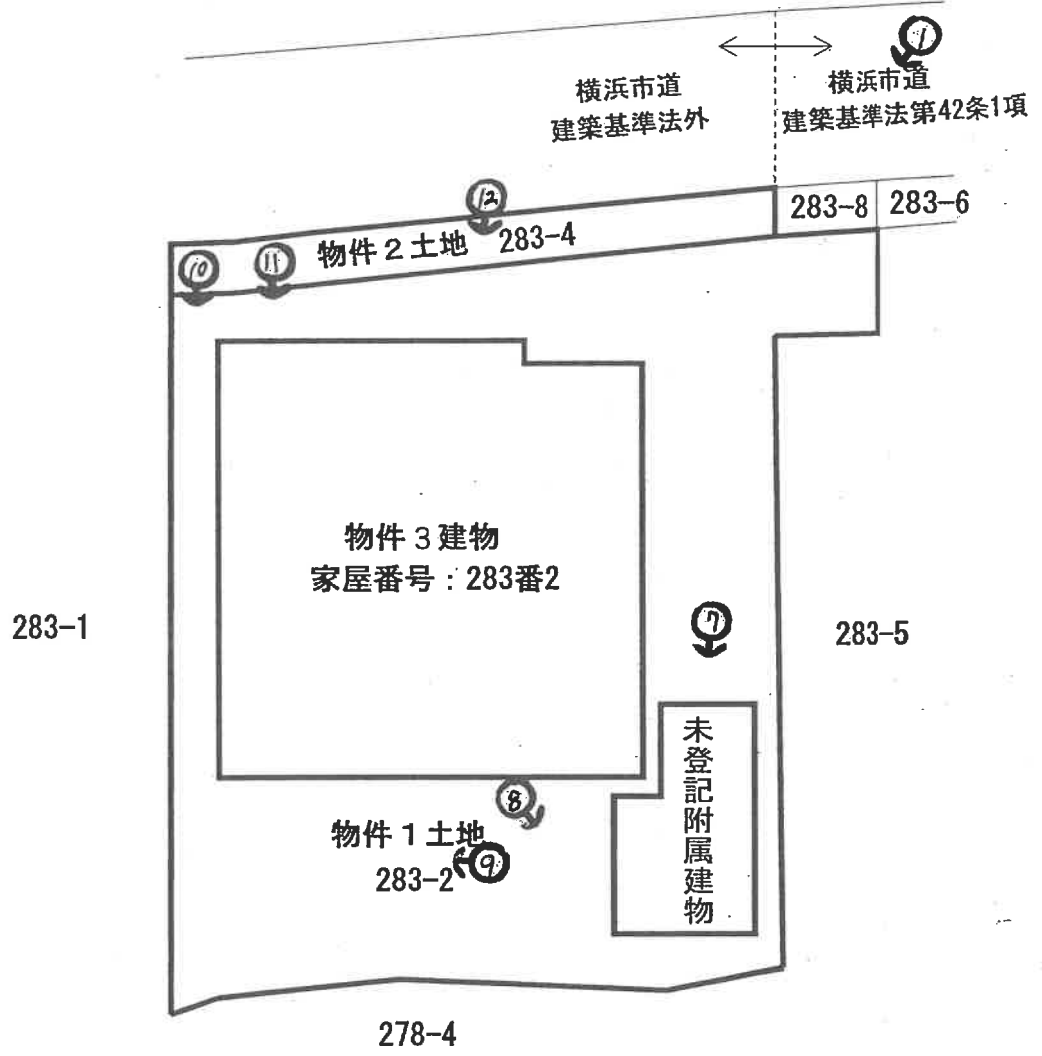 1
横浜市道
建築基準法外
横浜市道
建築基準法第42条1項
12
283-8
283-6
10
11
物件2土地 283-4
物件3建物
家屋番号:283番2
283-1
7
283-5
未登記附属建物
8
物件1土地
283-2
9
278-4